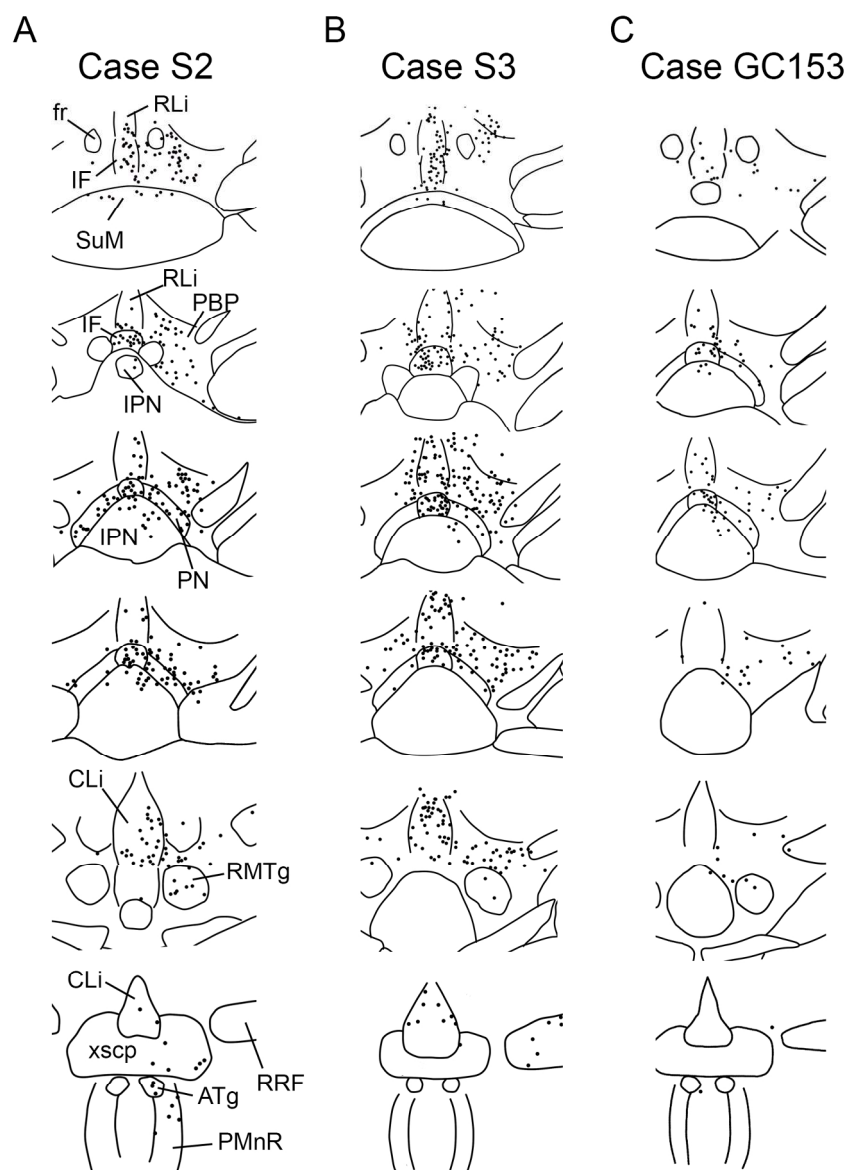 A
B
C
Case S2
Case S3
Case GC153
fr
RLi
IF
SuM
RLi
PBP
IF
IPN
IPN
PN
CLi
RMTg
CLi
xscp
RRF
ATg
PMnR